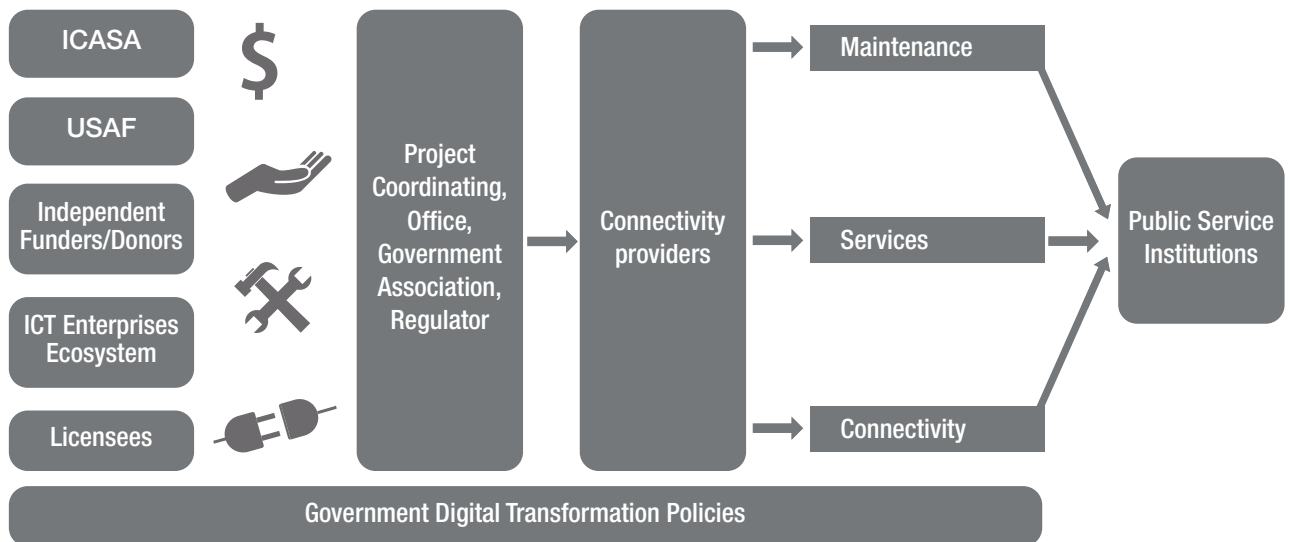 ICASA
USAF
Independent
Funders/Donors
ICT Enterprises
Ecosystem
Licensees
$
Project
Coordinating,
Office,
Government
Association,
Regulator
Connectivity
providers
Maintenance
Services
Connectivity
Public Service
Institutions
Government Digital Transformation Policies